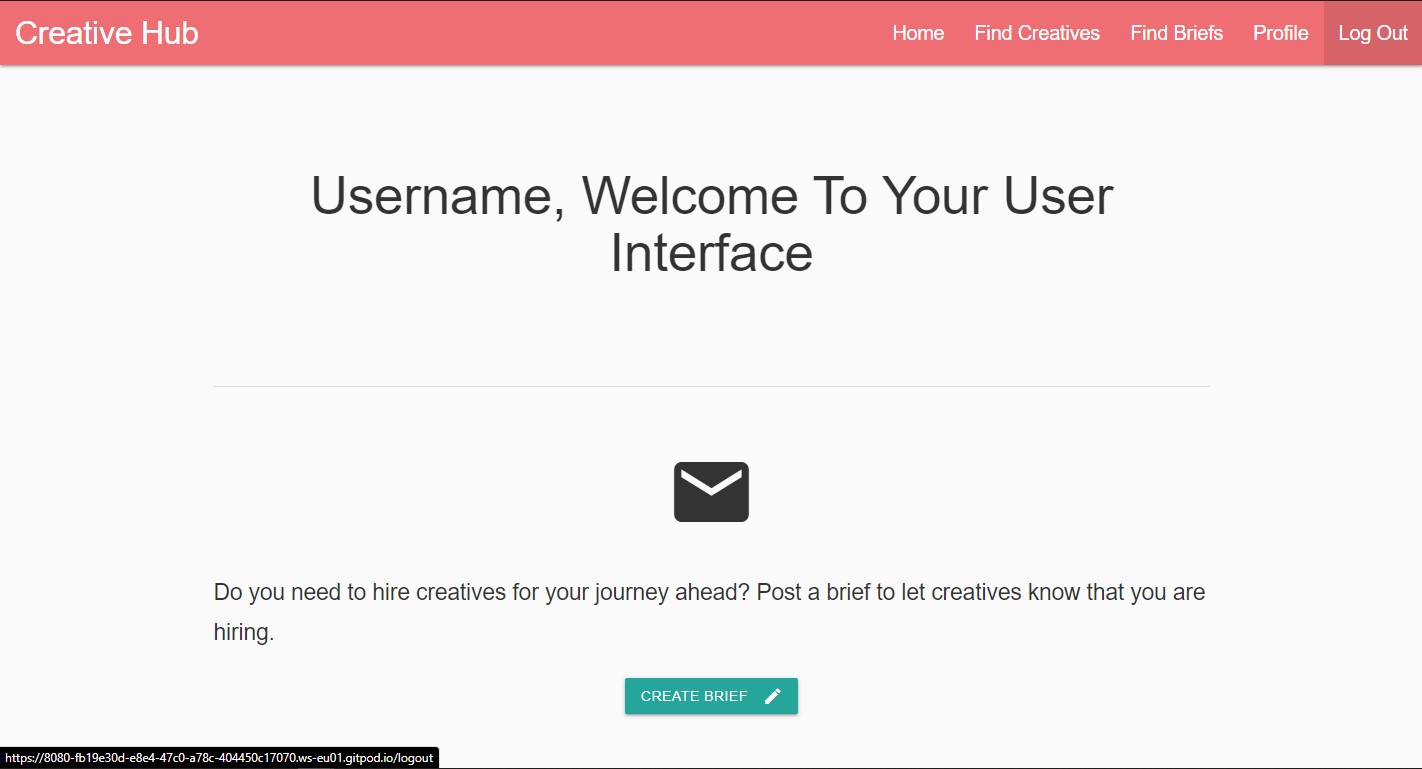 Creative Hub
Home Find Creatives Find Briefs Profile Log Out
Username, Welcome To Your User
Interface
Do you need to hire creatives for your journey ahead? Post a brief to let creatives know that you are
hiring.
CREATE BRIEF
https://8080-fb19e30d-e8e4-47c0-a78c-404450c17070.ws-eu01.gitpod.io/logout